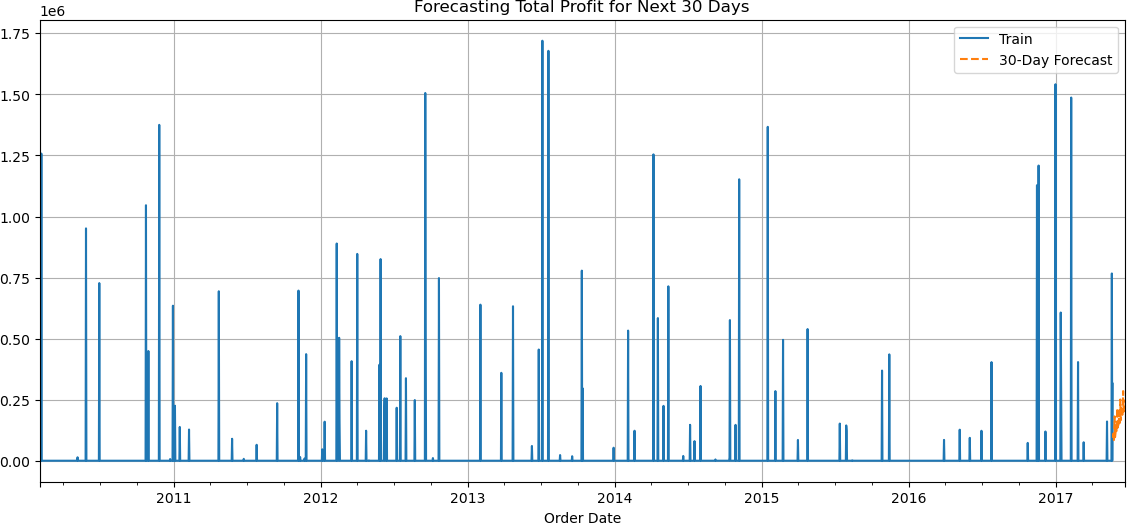 Forecasting Total Profit for Next 30 Days
1e6
Train
30-Day Forecast
1.75
1.50
1.25
1.00
0.75
0.50
0.25
0.00
2011 2012 2013 2014 2015 2016 2017
Order Date